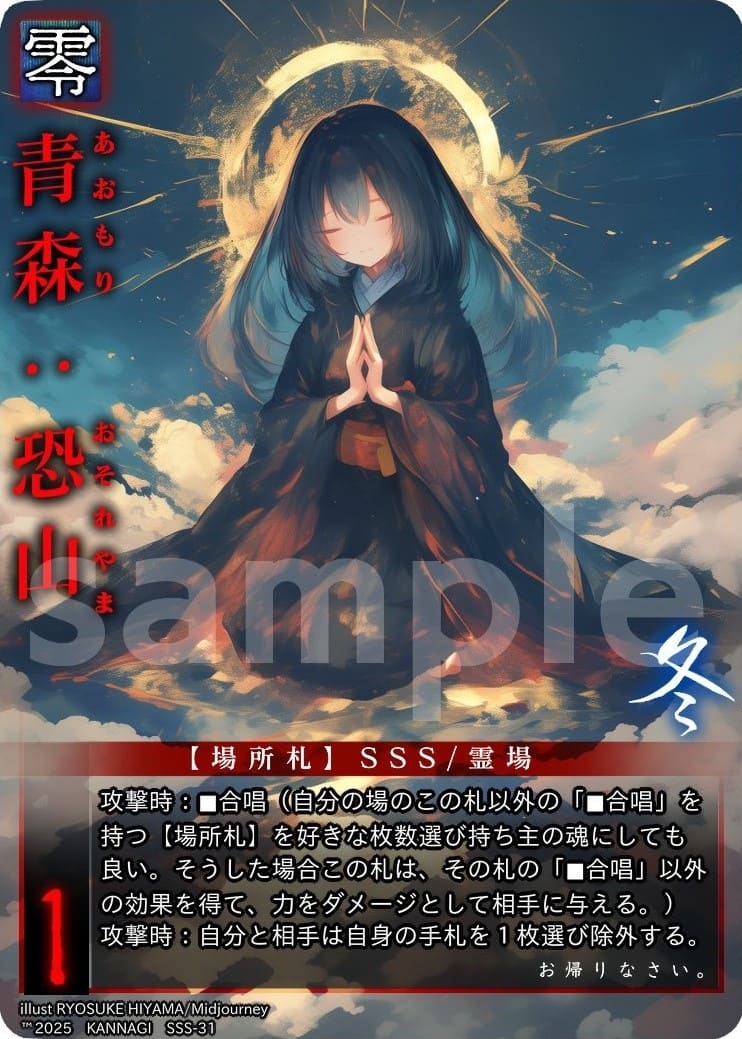 零
青森：恐山
あおもり おそれやま
sample
冬
【場所札】SSS/霊場
攻撃時：■合唱（自分の場のこの札以外の「■合唱」を
持つ【場所札】を好きな枚数選び持ち主の魂にしても
良い。そうした場合この札は、その札の「■合唱」以外
の効果を得て、力をダメージとして相手に与える。）
攻撃時：自分と相手は自身の手札を１枚選び除外する。
お帰りなさい。
1
illust RYOSUKE HIYAMA/Midjourney
™2025 KANNAGI SSS-31